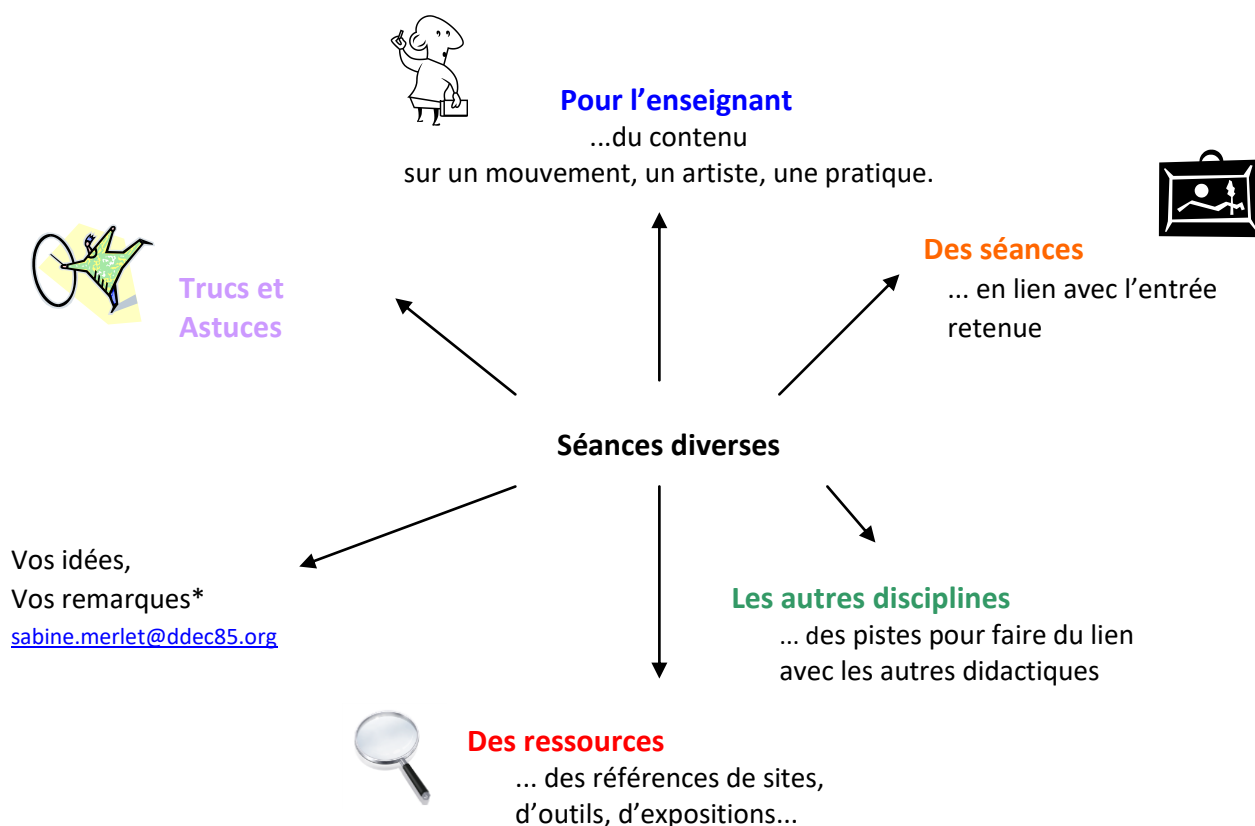 Pour l’enseignant
...du contenu
sur un mouvement, un artiste, une pratique.
Des séances
... en lien avec l’entrée
retenue
Trucs et
Astuces
Séances diverses
Vos idées,
Vos remarques*
sabine.merlet@ddec85.org
Les autres disciplines
... des pistes pour faire du lien
avec les autres didactiques
Des ressources
... des références de sites,
d’outils, d’expositions...